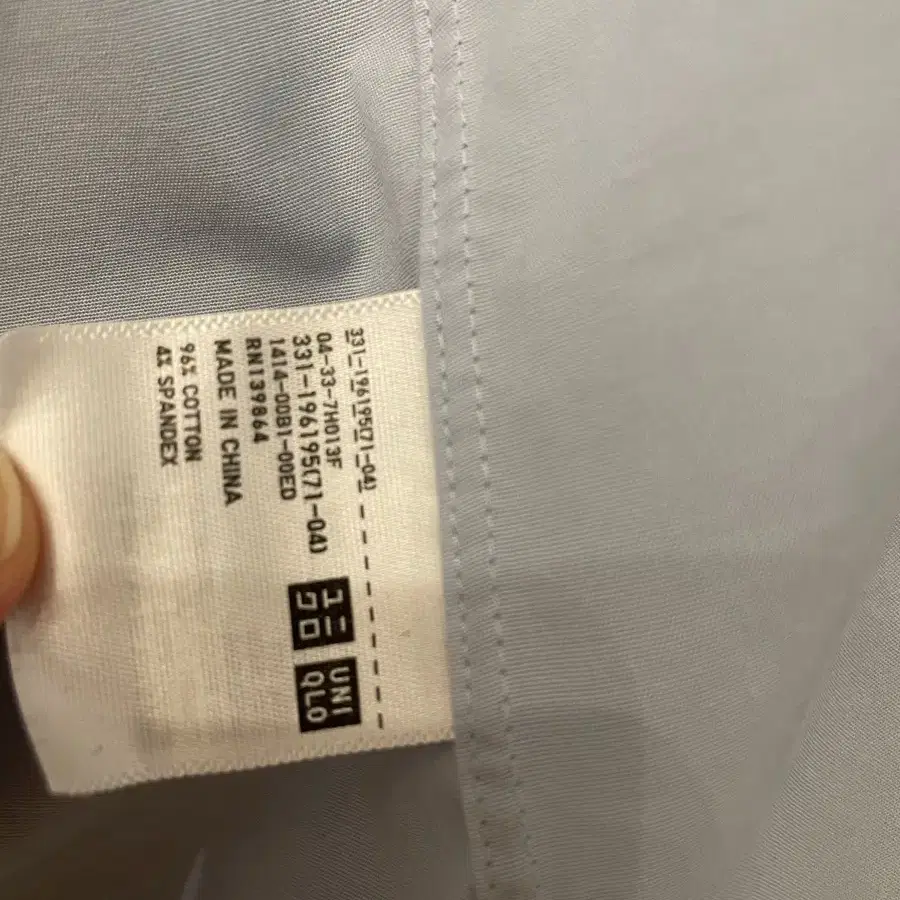 331-196195(71-04)
04-33-7H013F
331-196195(71-04)
1414-00B1-00ED
RN139864
MADE IN CHINA
96% COTTON
4% SPANDEX
ユニ
クロ
UNI
QLO